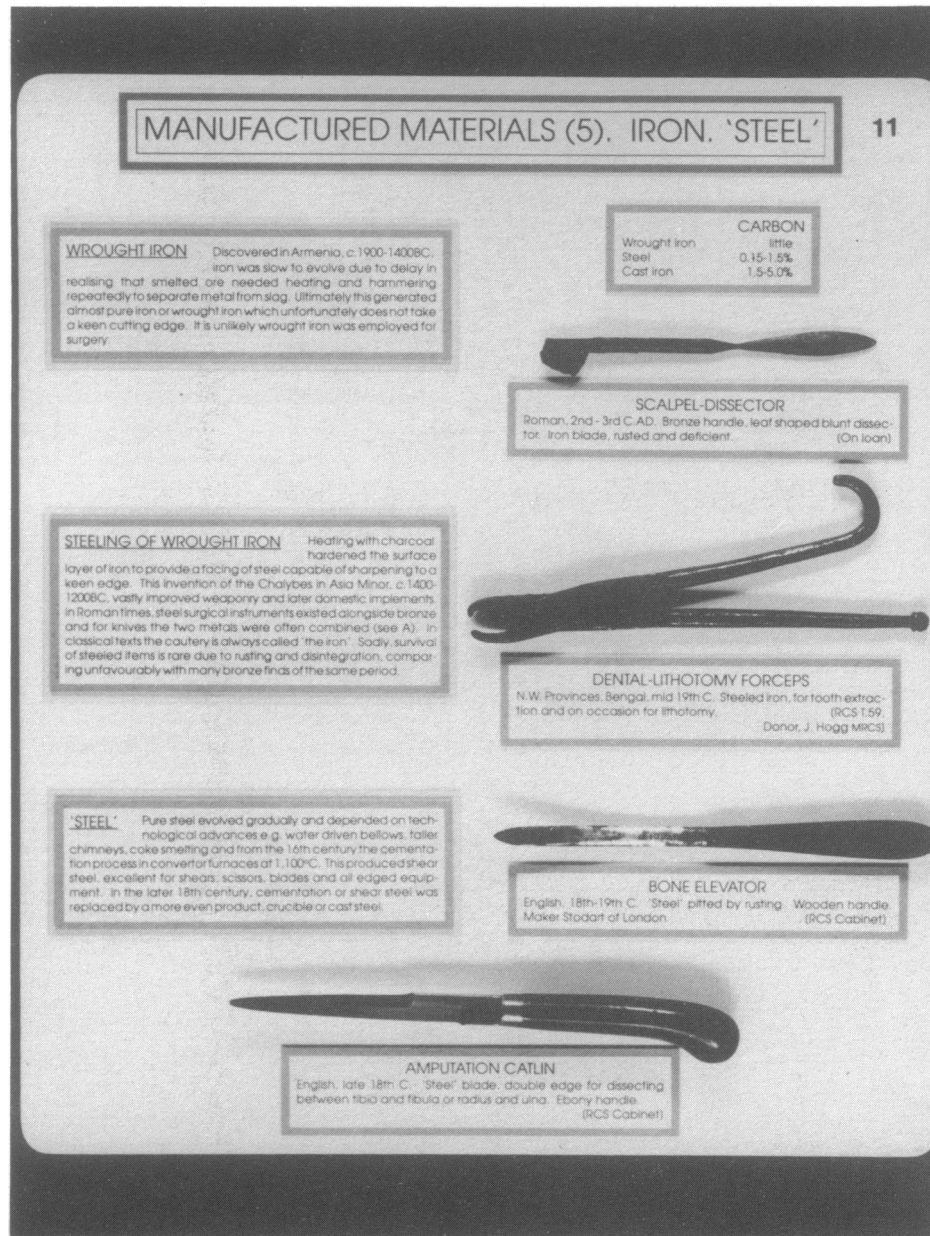 MANUFACTURED MATERIALS (5). IRON. 'STEEL'
11
WROUGHT IRON Discovered in Armenia, c.1900-1400BC,
iron was slow to evolve due to delay in
realising that smelted ore needed heating and hammering
repeatedly to separate metal from slag. Ultimately this generated
almost pure iron or wrought iron which unfortunately does not take
a keen cutting edge. It is unlikely wrought iron was employed for
surgery.
CARBON
Wrought iron little
Steel 0.15-1.5%
Cast iron 1.5-5.0%
SCALPEL-DISSECTOR
Roman, 2nd - 3rd C.AD. Bronze handle, leaf shaped blunt dissec-
tor. Iron blade, rusted and deficient. (On loan)
STEELING OF WROUGHT IRON Heating with charcoal
hardened the surface
layer of iron to provide a facing of steel capable of sharpening to a
keen edge. This invention of the Chalybes in Asia Minor, c.1400-
1200BC, vastly improved weaponry and later domestic implements.
In Roman times, steel surgical instruments existed alongside bronze
and for knives the two metals were often combined (see A). In
classical texts the cautery is always called 'the iron'. Sadly, survival
of steeled items is rare due to rusting and disintegration, compar-
ing unfavourably with many bronze finds of the same period.
DENTAL-LITHOTOMY FORCEPS
N.W. Provinces, Bengal, mid 19th C. Steeled iron, for tooth extrac-
tion and on occasion for lithotomy. (RCS T.59,
Donor, J. Hogg MRCS)
'STEEL' Pure steel evolved gradually and depended on tech-
nological advances e.g. water driven bellows, taller
chimneys, coke smelting and from the 16th century the cementa-
tion process in convertor furnaces at 1,100°C. This produced shear
steel, excellent for shears, scissors, blades and all edged equip-
ment. In the later 18th century, cementation or shear steel was
replaced by a more even product, crucible or cast steel.
BONE ELEVATOR
English, 18th-19th C. 'Steel' pitted by rusting. Wooden handle.
Maker Stodart of London. (RCS Cabinet)
AMPUTATION CATLIN
English, late 18th C. - 'Steel' blade, double edge for dissecting
between tibia and fibula or radius and ulna. Ebony handle.
(RCS Cabinet)